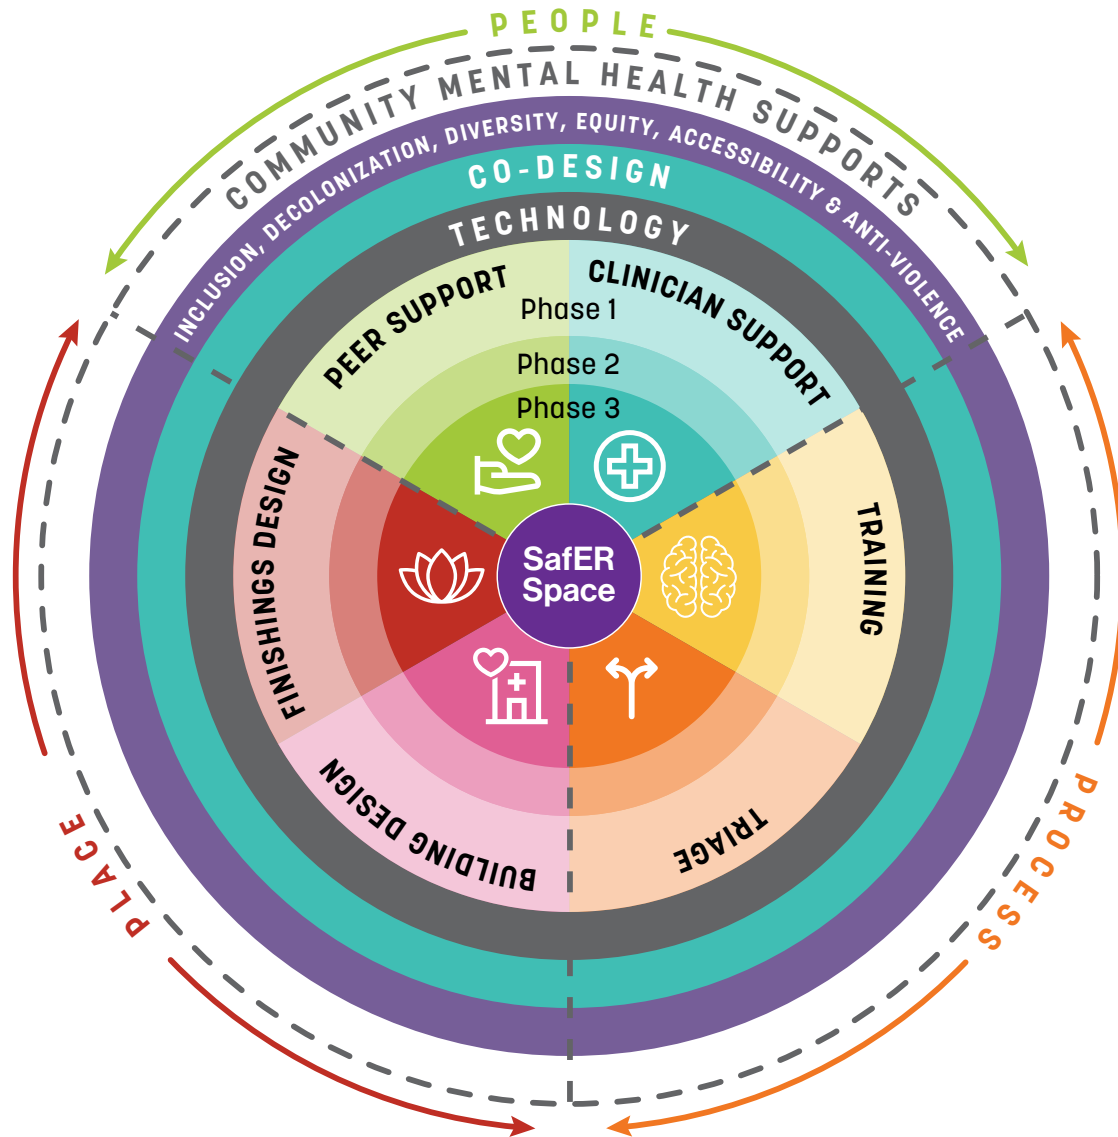 PEOPLE
COMMUNITY MENTAL HEALTH SUPPORTS
INCLUSION, DECOLONIZATION, DIVERSITY, EQUITY, ACCESSIBILITY & ANTI-VIOLENCE
CO-DESIGN
TECHNOLOGY
PEER SUPPORT
CLINICIAN SUPPORT
Phase 1
Phase 2
Phase 3
FINISHINGS DESIGN
TRAINING
SafER
Space
BUILDING DESIGN
TRIAGE
PLACE
PROCESS